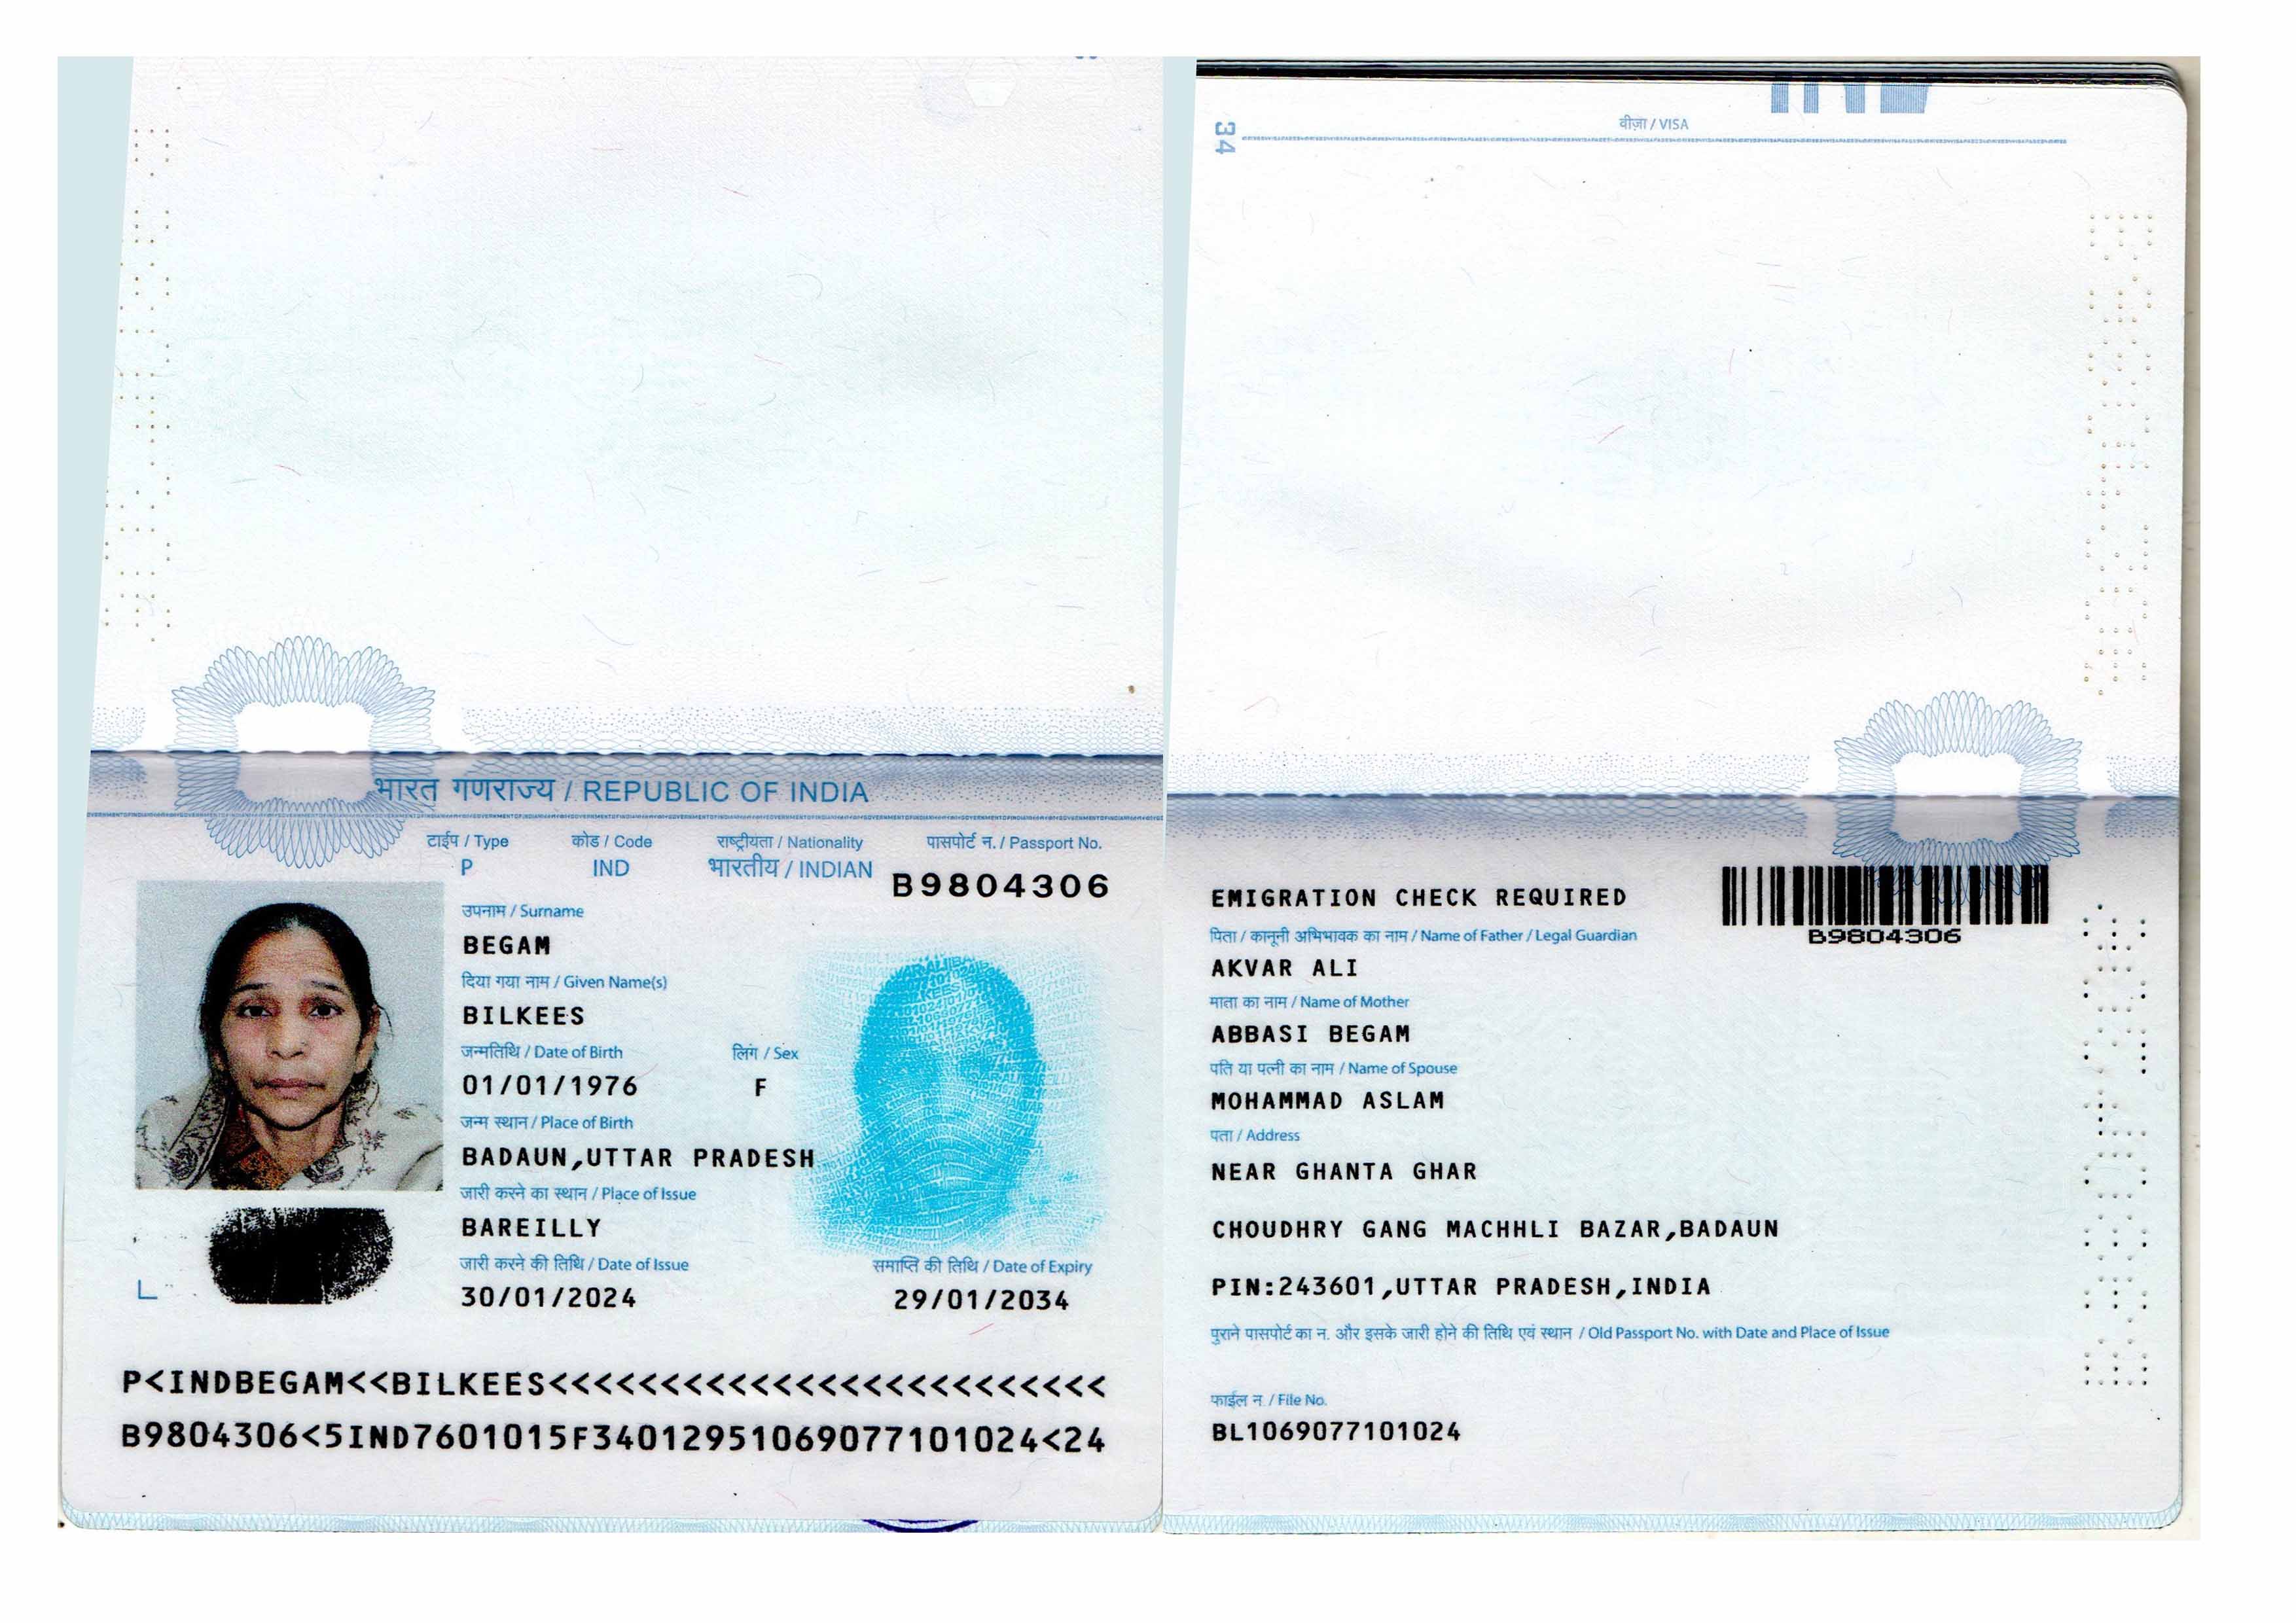 भारत गणराज्य / REPUBLIC OF INDIA
टाईप / Type कोड / Code राष्ट्रीयता / Nationality पासपोर्ट न. / Passport No.
P IND भारतीय / INDIAN B9804306
उपनाम / Surname
BEGAM
दिया गया नाम / Given Name(s)
BILKEES
जन्मतिथि / Date of Birth लिंग / Sex
01/01/1976 F
जन्म स्थान / Place of Birth
BADAUN,UTTAR PRADESH
जारी करने का स्थान / Place of Issue
BAREILLY
जारी करने की तिथि / Date of Issue समाप्ति की तिथि / Date of Expiry
30/01/2024 29/01/2034
P<INDBEGAM<<BILKEES<<<<<<<<<<<<<<<<<<<<<<<<<
B9804306<5IND7601015F34012951069077101024<24
34 वीज़ा / VISA
EMIGRATION CHECK REQUIRED
B9804306
पिता / कानूनी अभिभावक का नाम / Name of Father / Legal Guardian
AKVAR ALI
माता का नाम / Name of Mother
ABBASI BEGAM
पति या पत्नी का नाम / Name of Spouse
MOHAMMAD ASLAM
पता / Address
NEAR GHANTA GHAR
CHOUDHRY GANG MACHHLI BAZAR,BADAUN
PIN:243601,UTTAR PRADESH,INDIA
पुराने पासपोर्ट का न. और इसके जारी होने की तिथि एवं स्थान / Old Passport No. with Date and Place of Issue
फाईल न. / File No.
BL1069077101024